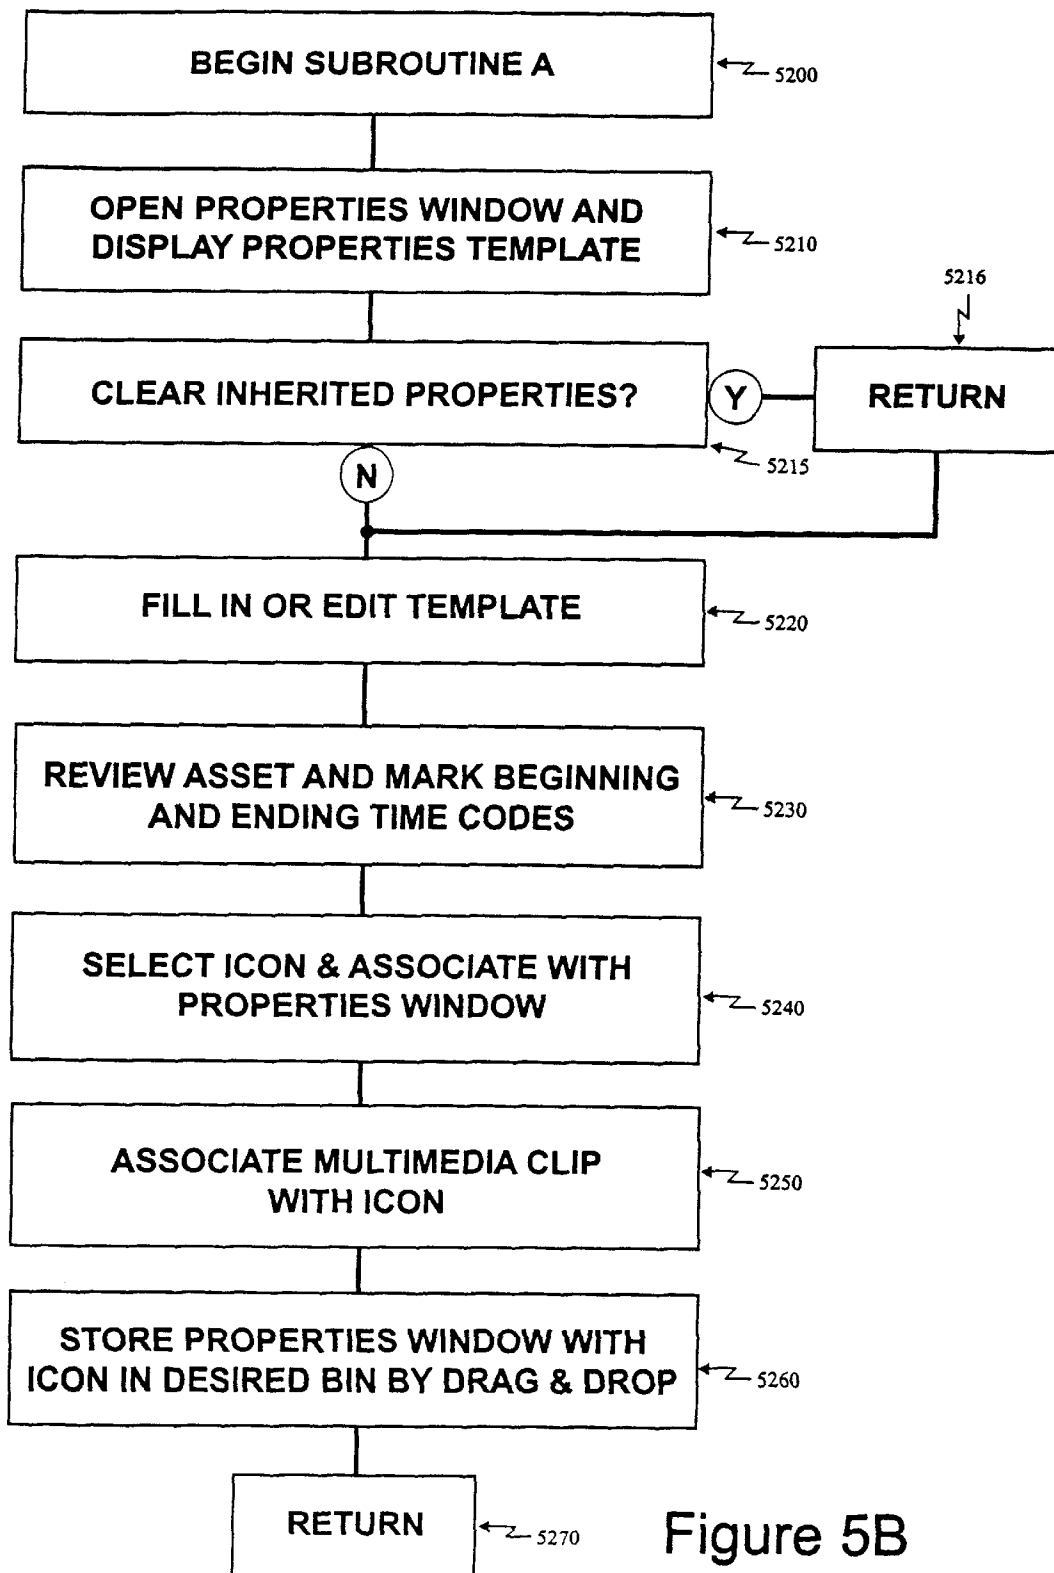 BEGIN SUBROUTINE A
5200
OPEN PROPERTIES WINDOW AND
DISPLAY PROPERTIES TEMPLATE
5210
5216
CLEAR INHERITED PROPERTIES?
Y
RETURN
5215
N
FILL IN OR EDIT TEMPLATE
5220
REVIEW ASSET AND MARK BEGINNING
AND ENDING TIME CODES
5230
SELECT ICON & ASSOCIATE WITH
PROPERTIES WINDOW
5240
ASSOCIATE MULTIMEDIA CLIP
WITH ICON
5250
STORE PROPERTIES WINDOW WITH
ICON IN DESIRED BIN BY DRAG & DROP
5260
RETURN
5270
Figure 5B